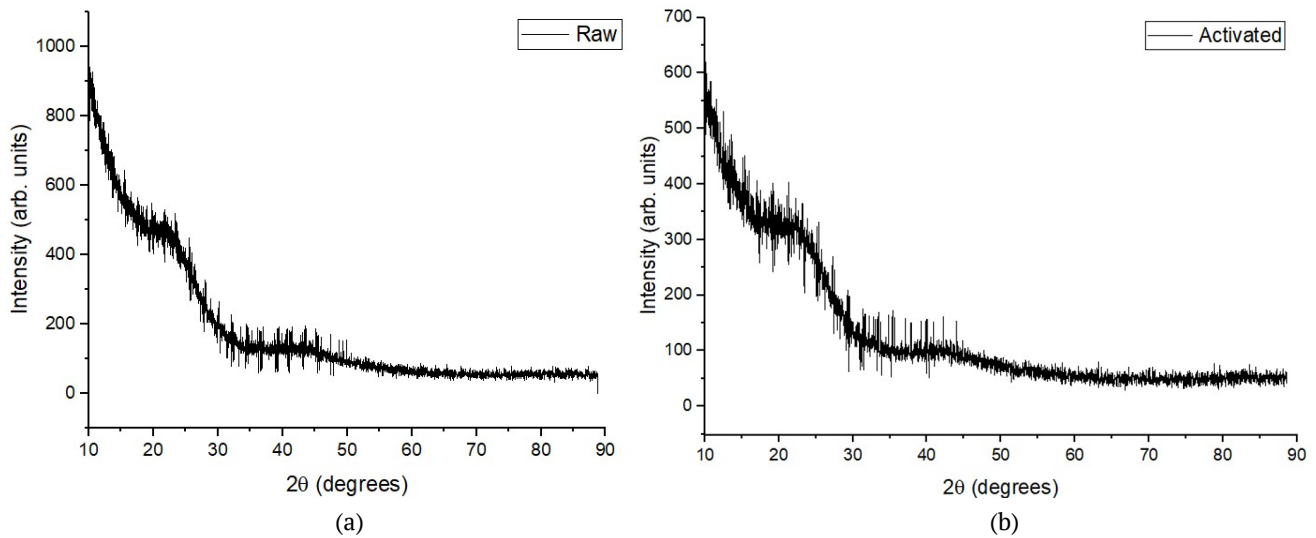 Raw
1000
800
600
400
200
0
Intensity (arb. units)
10 20 30 40 50 60 70 80 90
2θ (degrees)
(a)
Activated
700
600
500
400
300
200
100
0
Intensity (arb. units)
10 20 30 40 50 60 70 80 90
2θ (degrees)
(b)